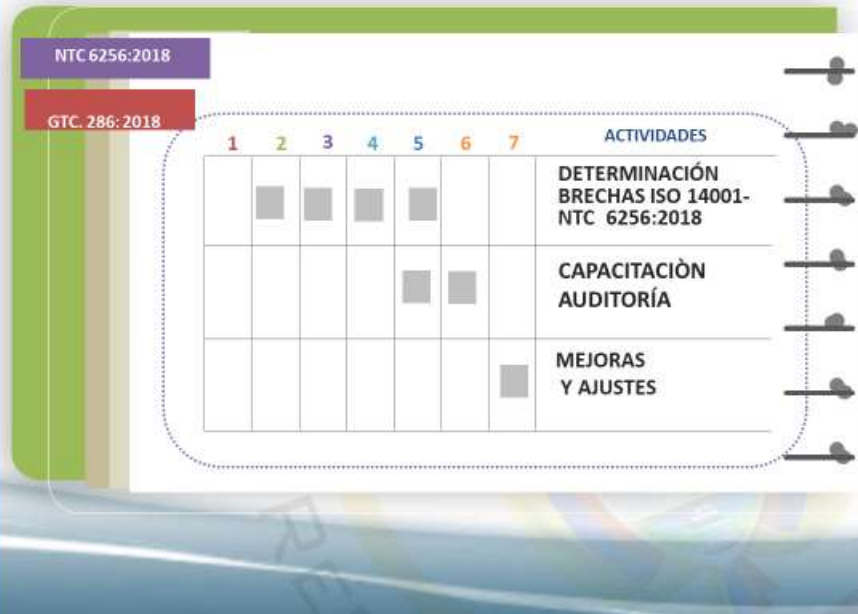 NTC 6256:2018
GTC. 286: 2018
1 2 3 4 5 6 7 ACTIVIDADES
DETERMINACIÓN
BRECHAS ISO 14001-
NTC 6256:2018
CAPACITACIÒN
AUDITORÍA
MEJORAS
Y AJUSTES